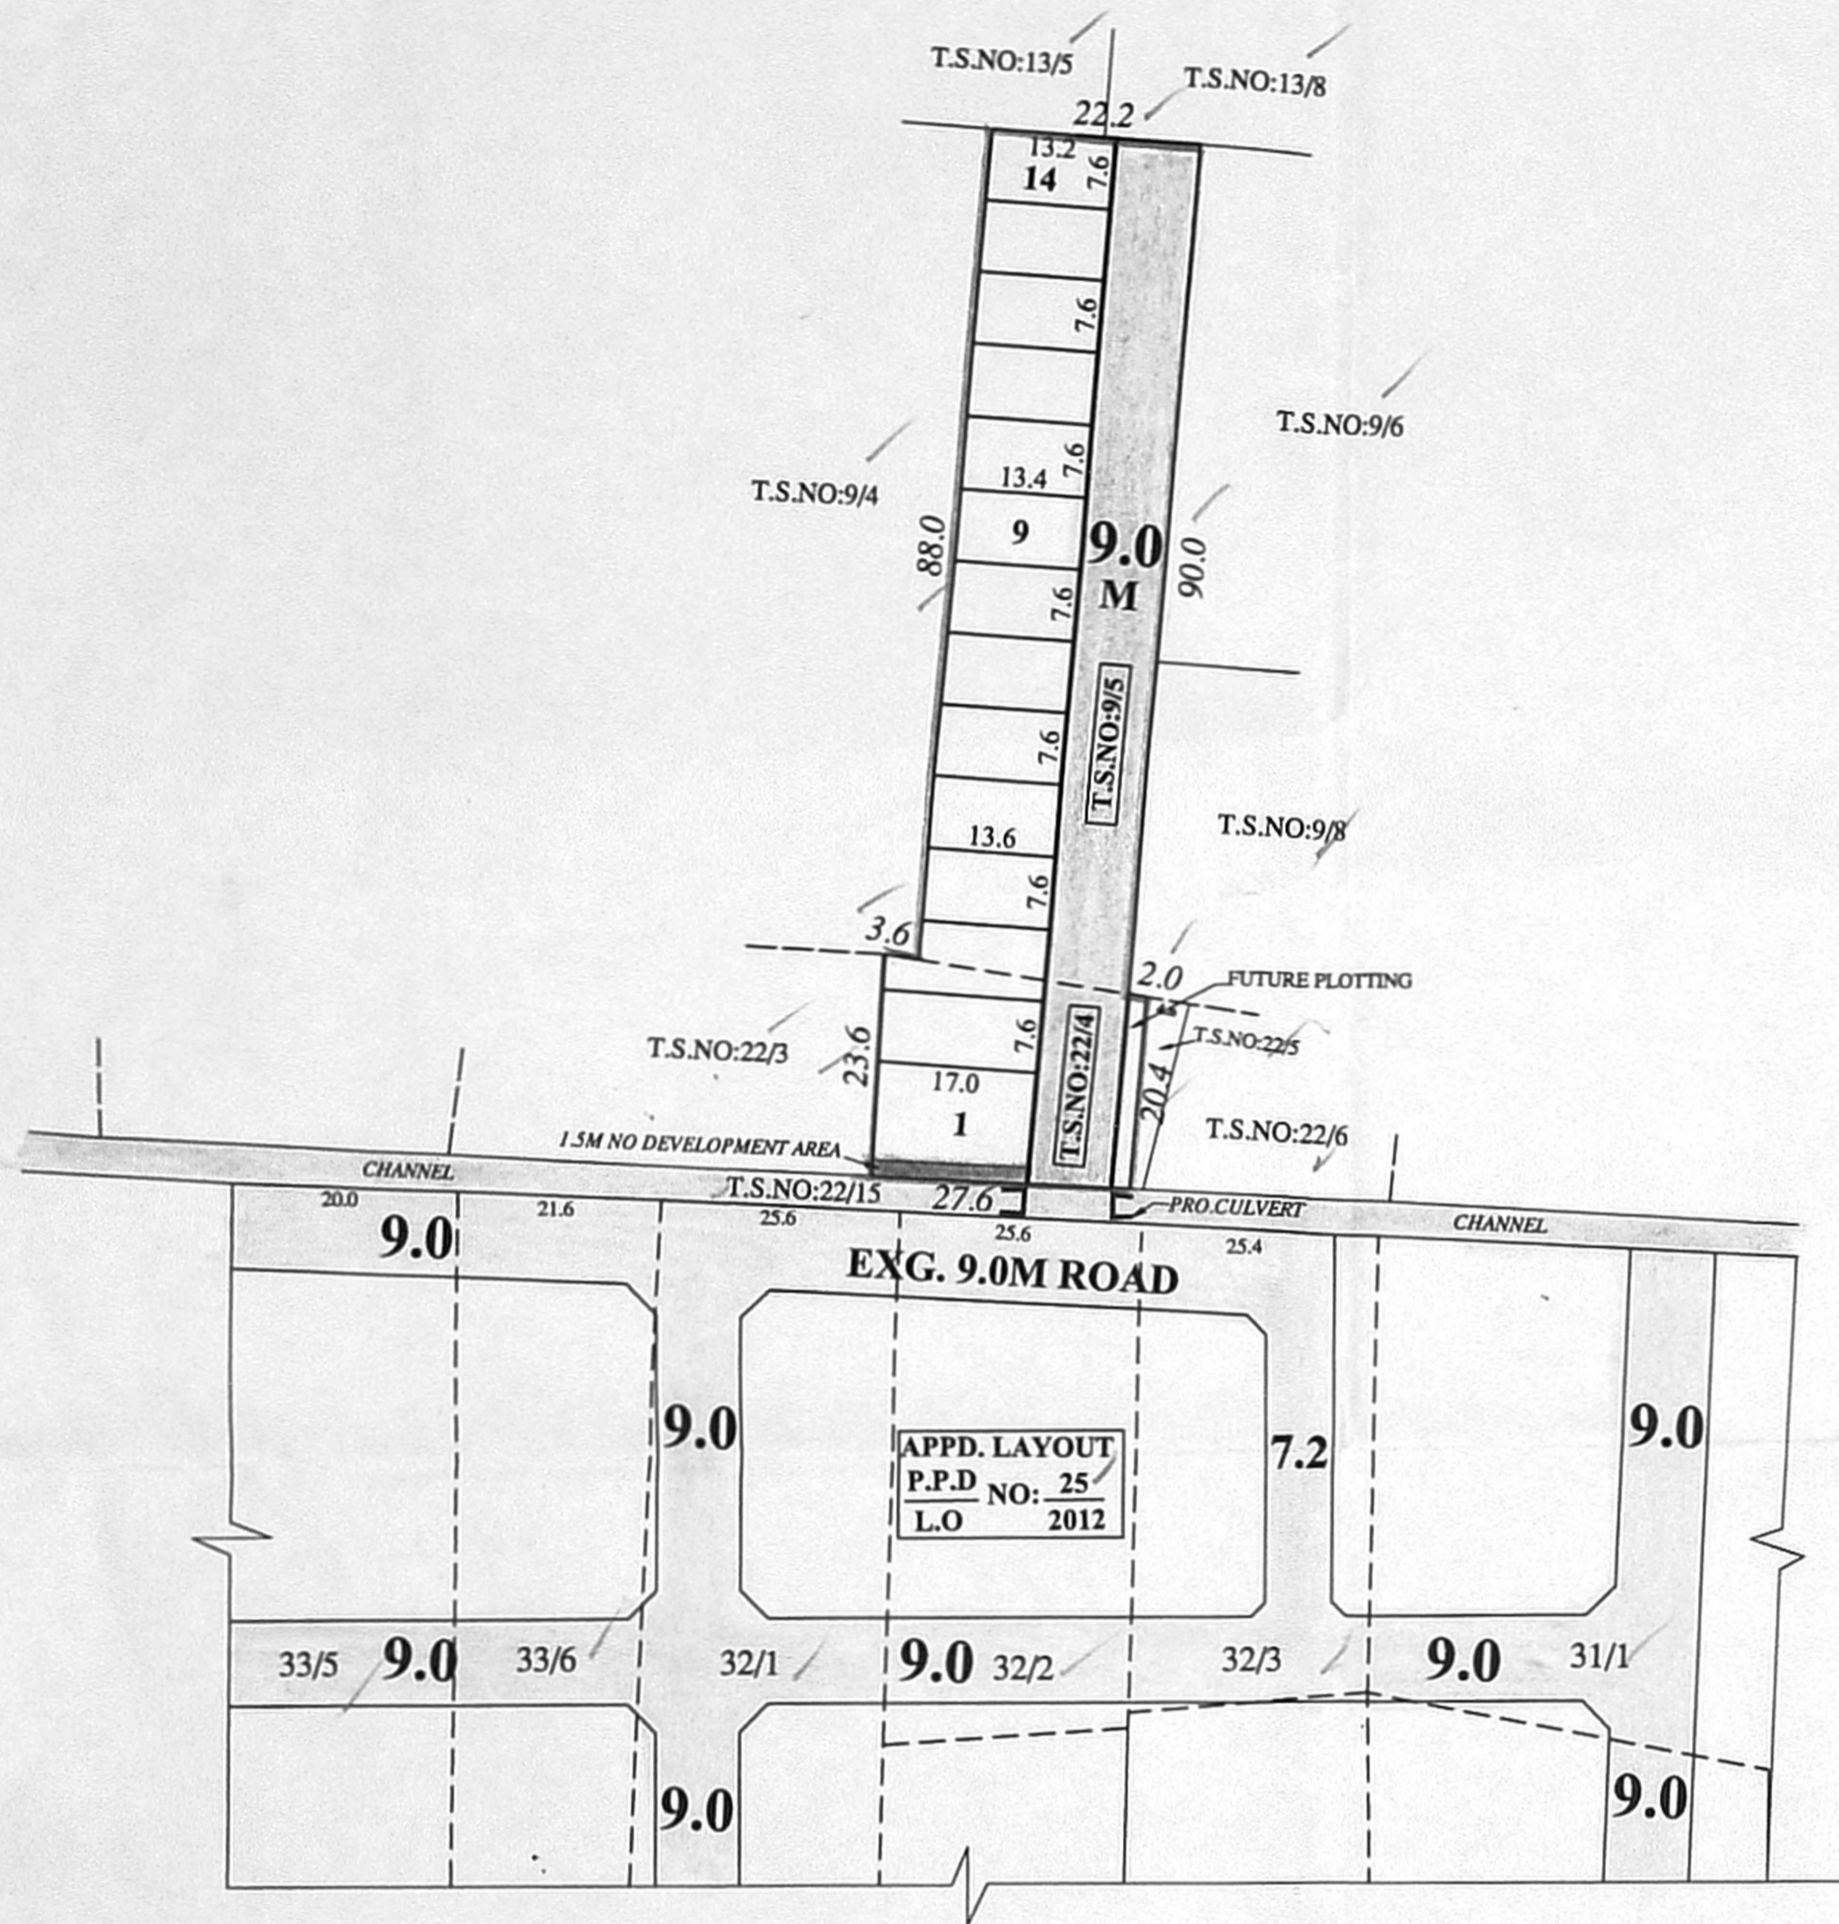 T.S.NO:13/5
T.S.NO:13/8
22.2
13.2
7.6
14
7.6
T.S.NO:9/6
7.6
13.4
T.S.NO:9/4
9
9.0
M
88.0
90.0
7.6
T.S.NO:9/5
7.6
T.S.NO:9/8
13.6
7.6
3.6
2.0
FUTURE PLOTTING
7.6
T.S.NO:22/4
T.S.NO:22/5
T.S.NO:22/3
23.6
20.4
17.0
1
T.S.NO:22/6
1.5M NO DEVELOPMENT AREA
CHANNEL
T.S.NO:22/15
27.6
PRO.CULVERT
CHANNEL
20.0
21.6
25.6
25.6
25.4
9.0
EXG. 9.0M ROAD
9.0
7.2
9.0
APPD. LAYOUT
P.P.D
L.O
NO:
25
2012
33/5
9.0
33/6
32/1
9.0
32/2
32/3
9.0
31/1
9.0
9.0